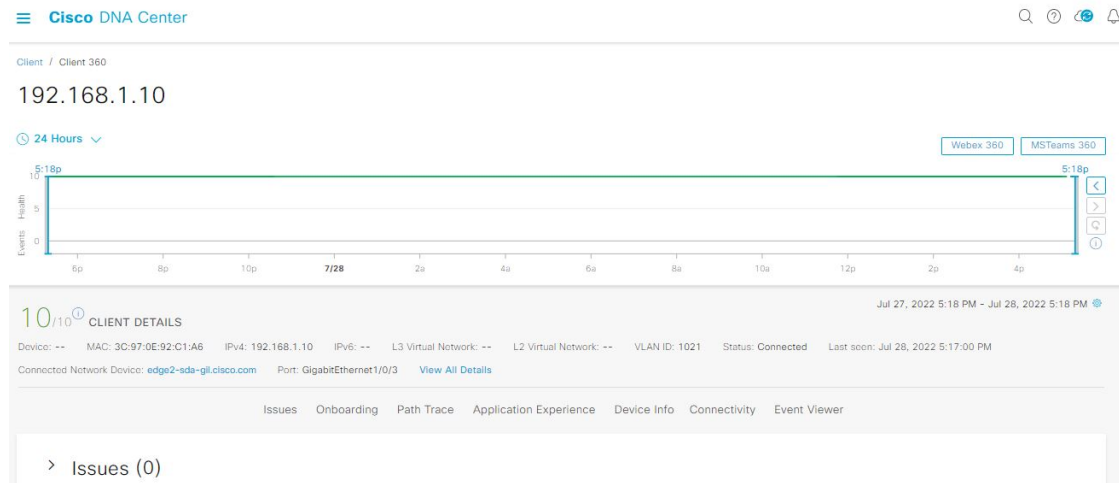 Cisco DNA Center
Client / Client 360
192.168.1.10
24 Hours
Webex 360 MSTeams 360
5:18p 5:18p
10
5
0
Health
Events
6p 8p 10p 7/28 2a 4a 6a 8a 10a 12p 2p 4p
Jul 27, 2022 5:18 PM - Jul 28, 2022 5:18 PM
10/10 CLIENT DETAILS
Device: -- MAC: 3C:97:0E:92:C1:A6 IPv4: 192.168.1.10 IPv6: -- L3 Virtual Network: -- L2 Virtual Network: -- VLAN ID: 1021 Status: Connected Last seen: Jul 28, 2022 5:17:00 PM
Connected Network Device: edge2-sda-gil.cisco.com Port: GigabitEthernet1/0/3 View All Details
Issues Onboarding Path Trace Application Experience Device Info Connectivity Event Viewer
Issues (0)